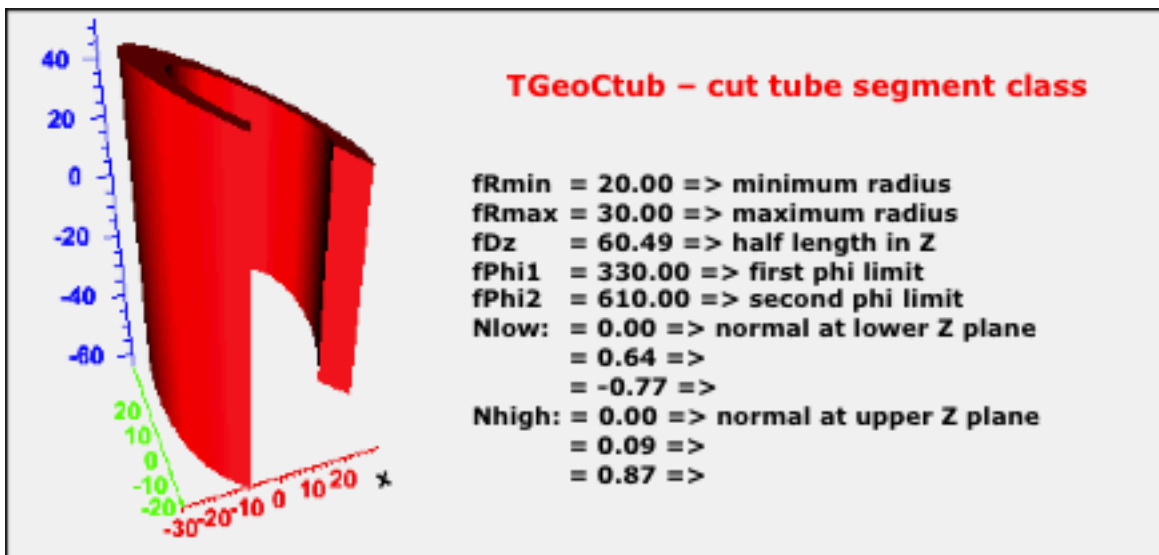 TGeoCtub – cut tube segment class
40
20
0
-20
-40
-60
20
10
0
-10
-20
-30 -20 -10 0 10 20 x
fRmin = 20.00 => minimum radius
fRmax = 30.00 => maximum radius
fDz = 60.49 => half length in Z
fPhi1 = 330.00 => first phi limit
fPhi2 = 610.00 => second phi limit
Nlow: = 0.00 => normal at lower Z plane
= 0.64 =>
= -0.77 =>
Nhigh: = 0.00 => normal at upper Z plane
= 0.09 =>
= 0.87 =>